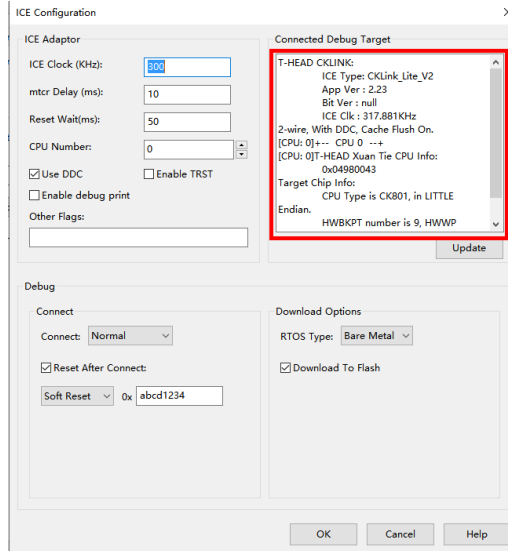 ICE Configuration
ICE Adaptor
ICE Clock (KHz):
300
mtcr Delay (ms):
10
Reset Wait(ms):
50
CPU Number:
0
Use DDC
Enable TRST
Enable debug print
Other Flags:
Connected Debug Target
T-HEAD CKLINK:
ICE Type: CKLink_Lite_V2
App Ver : 2.23
Bit Ver : null
ICE Clk : 317.881KHz
2-wire, With DDC, Cache Flush On.
[CPU: 0]+-- CPU 0 --+
[CPU: 0]T-HEAD Xuan Tie CPU Info:
0x04980043
Target Chip Info:
CPU Type is CK801, in LITTLE
Endian.
HWBKPT number is 9, HWWP
Update
Debug
Connect
Connect: Normal
Reset After Connect:
Soft Reset 0x abcd1234
Download Options
RTOS Type: Bare Metal
Download To Flash
OK Cancel Help